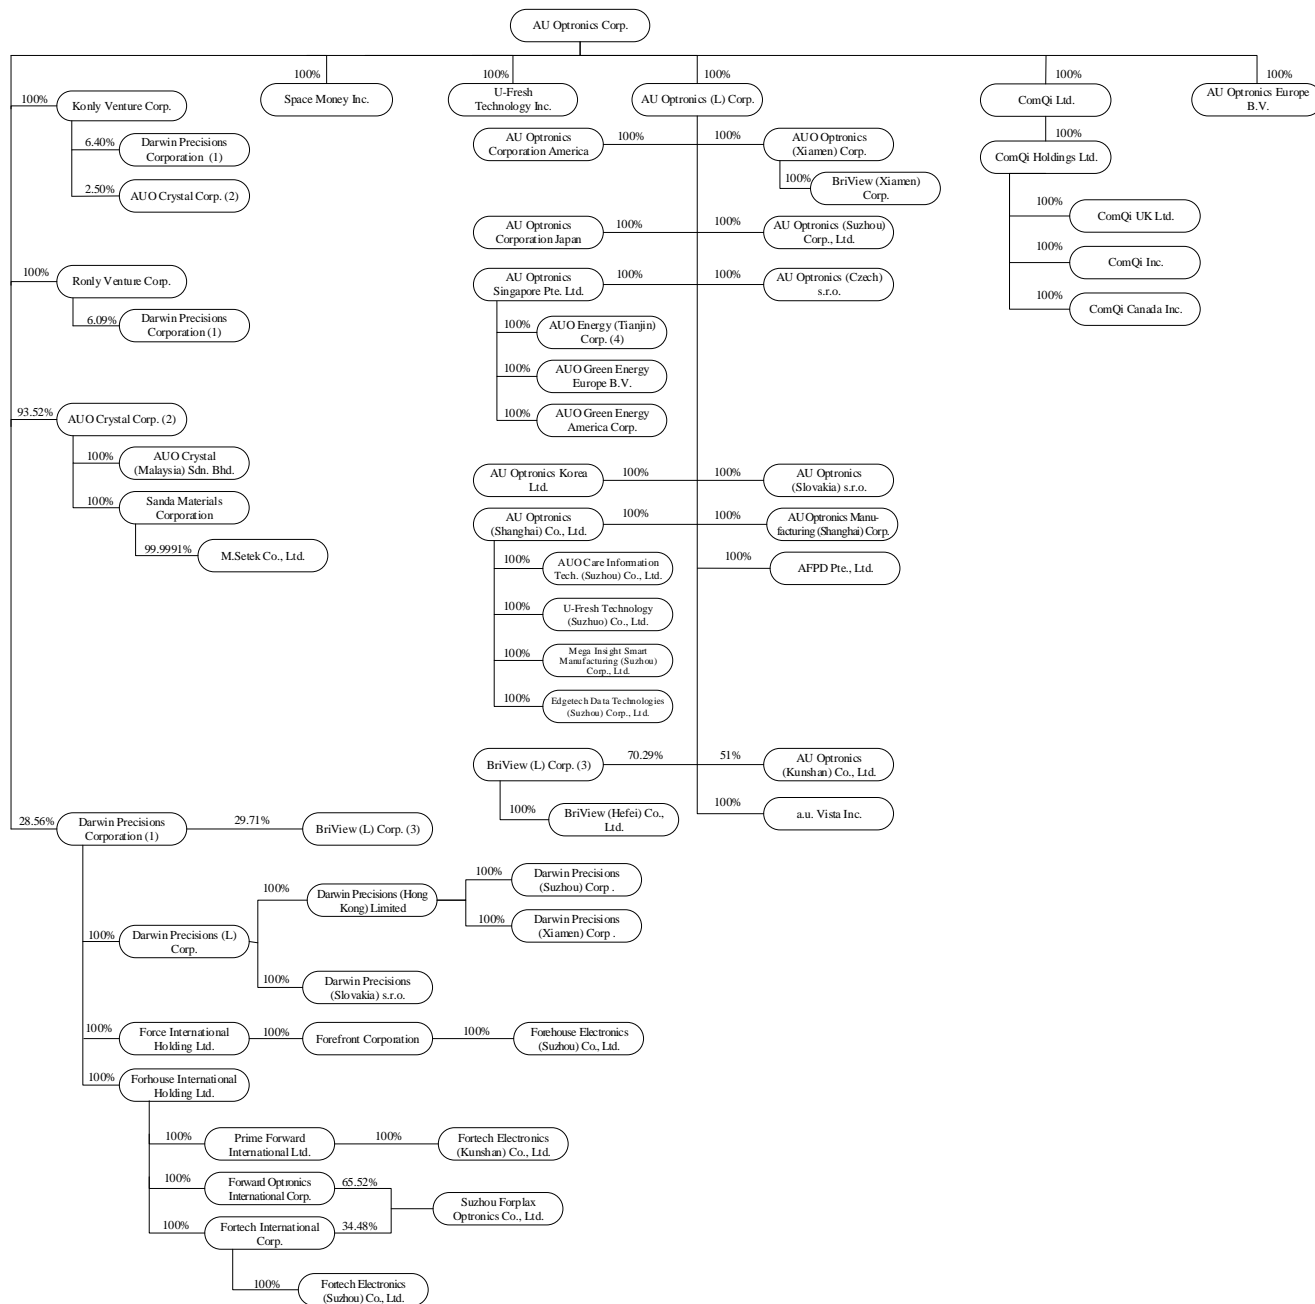 AU Optronics Corp.
100%
100%
100%
100%
100%
100%
Konly Venture Corp.
Space Money Inc.
U-Fresh
Technology Inc.
AU Optronics (L) Corp.
ComQi Ltd.
AU Optronics Europe
B.V.
6.40%
Darwin Precisions
Corporation (1)
2.50%
AUO Crystal Corp. (2)
100%
Ronly Venture Corp.
6.09%
Darwin Precisions
Corporation (1)
93.52%
AUO Crystal Corp. (2)
100%
AUO Crystal
(Malaysia) Sdn. Bhd.
100%
Sanda Materials
Corporation
99.9991%
M.Setek Co., Ltd.
AU Optronics
Corporation America
100%
100%
AUO Optronics
(Xiamen) Corp.
100%
BriView (Xiamen)
Corp.
AU Optronics
Corporation Japan
100%
100%
AU Optronics (Suzhou)
Corp., Ltd.
AU Optronics
Singapore Pte. Ltd.
100%
100%
AU Optronics (Czech)
s.r.o.
100%
AUO Energy (Tianjin)
Corp. (4)
100%
AUO Green Energy
Europe B.V.
100%
AUO Green Energy
America Corp.
AU Optronics Korea
Ltd.
100%
100%
AU Optronics
(Slovakia) s.r.o.
AU Optronics
(Shanghai) Co., Ltd.
100%
100%
AU Optronics Manu-
facturing (Shanghai) Corp.
100%
AUO Care Information
Tech. (Suzhou) Co., Ltd.
100%
AFPD Pte., Ltd.
100%
U-Fresh Technology
(Suzhuo) Co., Ltd.
100%
Mega Insight Smart
Manufacturing (Suzhou)
Corp., Ltd.
100%
Edgetech Data Technologies
(Suzhou) Corp., Ltd.
BriView (L) Corp. (3)
70.29%
51%
AU Optronics
(Kunshan) Co., Ltd.
100%
BriView (Hefei) Co.,
Ltd.
100%
a.u. Vista Inc.
100%
ComQi Holdings Ltd.
100%
ComQi UK Ltd.
100%
ComQi Inc.
100%
ComQi Canada Inc.
28.56%
Darwin Precisions
Corporation (1)
29.71%
BriView (L) Corp. (3)
100%
Darwin Precisions (L)
Corp.
100%
Darwin Precisions (Hong
Kong) Limited
100%
Darwin Precisions
(Suzhou) Corp .
100%
Darwin Precisions
(Xiamen) Corp .
100%
Darwin Precisions
(Slovakia) s.r.o.
100%
Force International
Holding Ltd.
100%
Forefront Corporation
100%
Forehouse Electronics
(Suzhou) Co., Ltd.
100%
Forhouse International
Holding Ltd.
100%
Prime Forward
International Ltd.
100%
Fortech Electronics
(Kunshan) Co., Ltd.
100%
Forward Optronics
International Corp.
65.52%
Suzhou Forplax
Optronics Co., Ltd.
100%
Fortech International
Corp.
34.48%
100%
Fortech Electronics
(Suzhou) Co., Ltd.